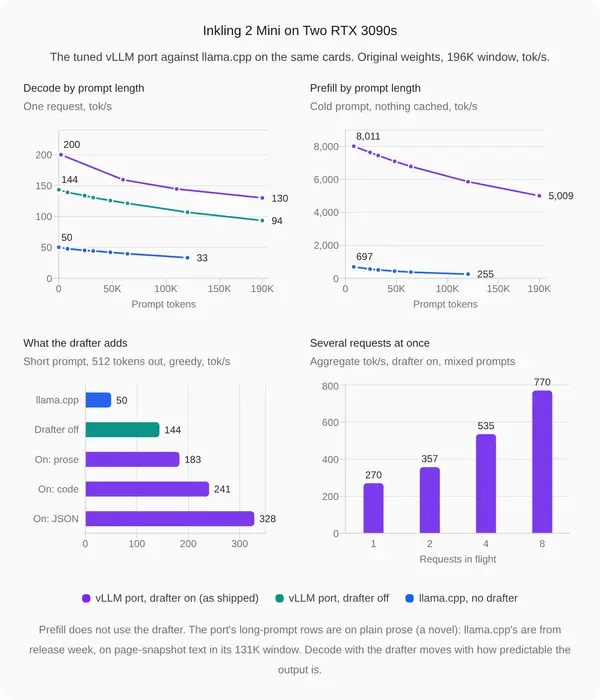 Inkling 2 Mini on Two RTX 3090s
The tuned vLLM port against llama.cpp on the same cards. Original weights, 196K window, tok/s.
Decode by prompt length
One request, tok/s
200
150
100
50
0
200
144
50
130
94
33
0
50K
100K
150K
190K
Prompt tokens
Prefill by prompt length
Cold prompt, nothing cached, tok/s
8,000
6,000
4,000
2,000
0
8,011
5,009
697
255
0
50K
100K
150K
190K
Prompt tokens
What the drafter adds
Short prompt, 512 tokens out, greedy, tok/s
llama.cpp 50
Drafter off 144
On: prose 183
On: code 241
On: JSON 328
0
100
200
300
Several requests at once
Aggregate tok/s, drafter on, mixed prompts
800
600
400
200
0
270
357
535
770
1
2
4
8
Requests in flight
vLLM port, drafter on (as shipped)
vLLM port, drafter off
llama.cpp, no drafter
Prefill does not use the drafter. The port's long-prompt rows are on plain prose (a novel); llama.cpp's are from
release week, on page-snapshot text in its 131K window. Decode with the drafter moves with how predictable the
output is.